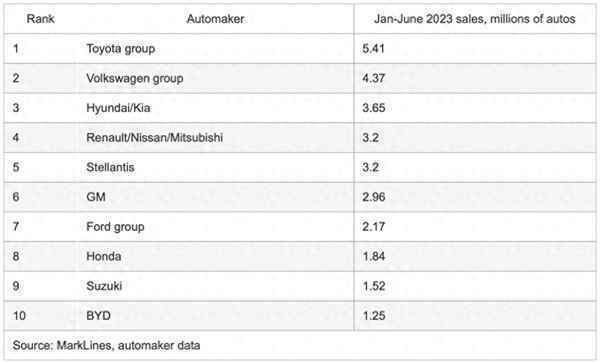 Rank Automaker Jan-June 2023 sales, millions of autos
1 Toyota group 5.41
2 Volkswagen group 4.37
3 Hyundai/Kia 3.65
4 Renault/Nissan/Mitsubishi 3.2
5 Stellantis 3.2
6 GM 2.96
7 Ford group 2.17
8 Honda 1.84
9 Suzuki 1.52
10 BYD 1.25
Source: MarkLines, automaker data